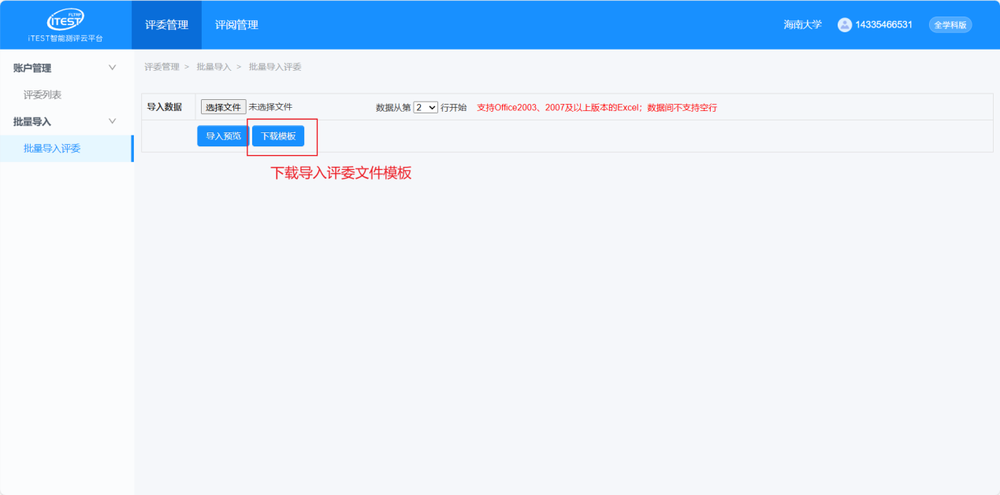 FLTRP
iTEST
iTEST智能测评云平台
评委管理 评阅管理
海南大学 14335466531 全学科版
账户管理
评委列表
批量导入
批量导入评委
评委管理 > 批量导入 > 批量导入评委
导入数据 选择文件 未选择文件 数据从第 2 行开始 支持Office2003、2007及以上版本的Excel；数据间不支持空行
导入预览 下载模板
下载导入评委文件模板